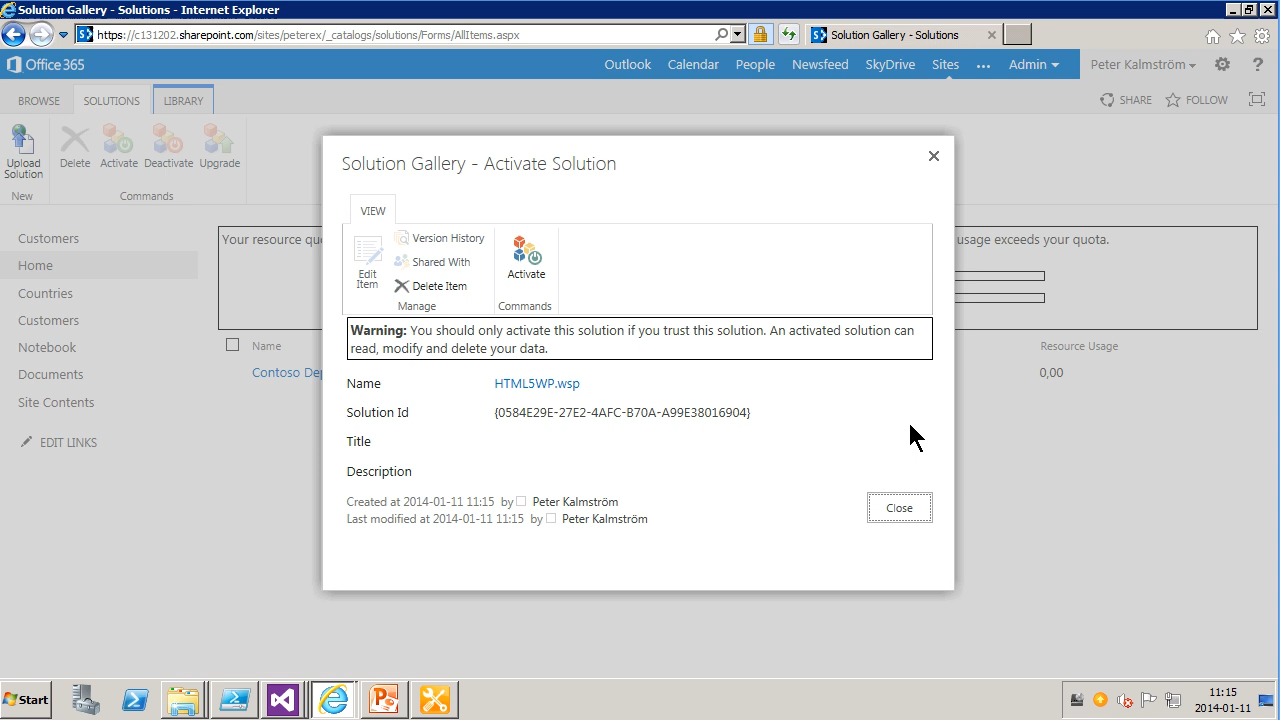 Solution Gallery - Solutions - Internet Explorer
https://c131202.sharepoint.com/sites/peterex/_catalogs/solutions/Forms/AllItems.aspx
Solution Gallery - Solutions
Office 365
Outlook Calendar People Newsfeed SkyDrive Sites ... Admin
Peter Kalmström
BROWSE SOLUTIONS LIBRARY
SHARE FOLLOW
Upload Solution
Delete Activate Deactivate Upgrade
New
Commands
Customers
Home
Countries
Customers
Notebook
Documents
Site Contents
EDIT LINKS
Your resource quo
usage exceeds your quota.
Name
Resource Usage
Contoso Dep
0,00
Solution Gallery - Activate Solution
VIEW
Edit Item
Version History
Shared With
Delete Item
Activate
Manage
Commands
Warning: You should only activate this solution if you trust this solution. An activated solution can
read, modify and delete your data.
Name HTML5WP.wsp
Solution Id {0584E29E-27E2-4AFC-B70A-A99E38016904}
Title
Description
Created at 2014-01-11 11:15 by Peter Kalmström
Last modified at 2014-01-11 11:15 by Peter Kalmström
Close
Start
11:15
2014-01-11